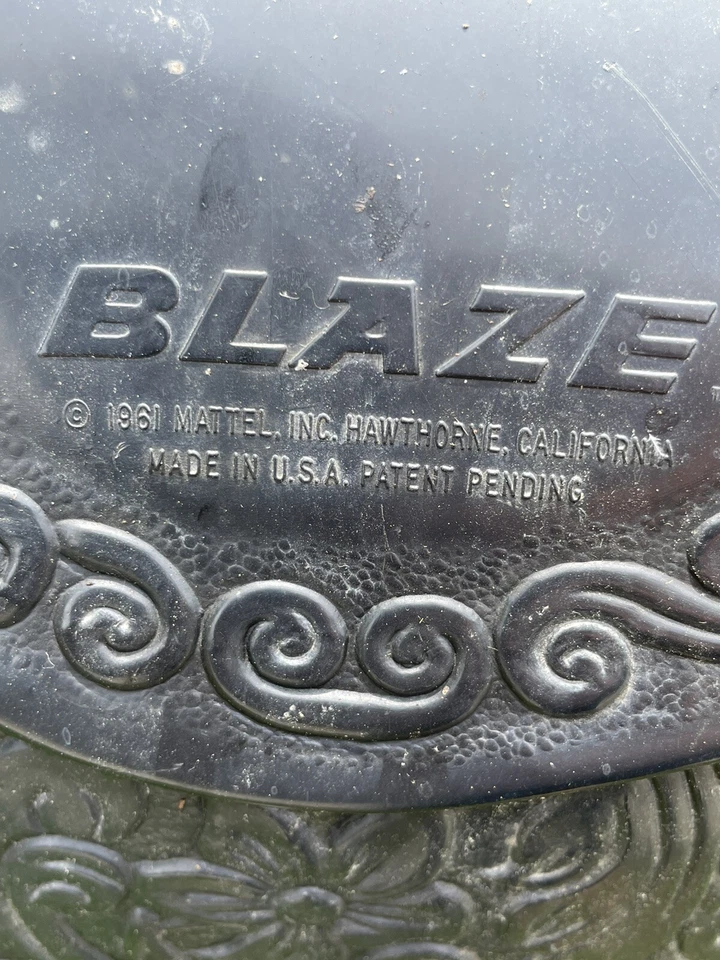 BLAZE
© 1961 MATTEL, INC. HAWTHORNE, CALIFORNIA
MADE IN U.S.A. PATENT PENDING